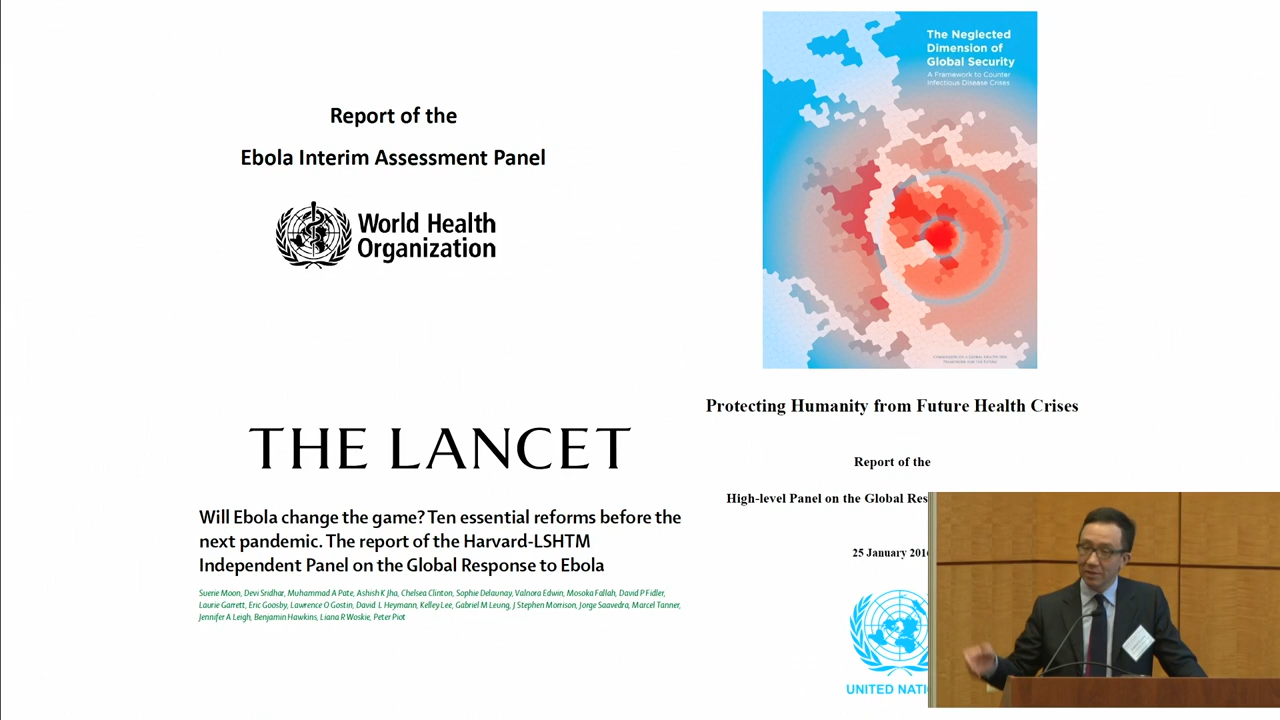 Report of the
Ebola Interim Assessment Panel
World Health
Organization
The Neglected
Dimension of
Global Security
A Framework to Counter
Infectious Disease Crises
THE LANCET
Will Ebola change the game? Ten essential reforms before the
next pandemic. The report of the Harvard-LSHTM
Independent Panel on the Global Response to Ebola
Suerie Moon, Devi Sridhar, Muhammad A Pate, Ashish K Jha, Chelsea Clinton, Sophie Delaunay, Valnora Edwin, Mosoka Fallah, David P Fidler,
Laurie Garrett, Eric Goosby, Lawrence O Gostin, David L Heymann, Kelley Lee, Gabriel M Leung, J Stephen Morrison, Jorge Saavedra, Marcel Tanner,
Jennifer A Leigh, Benjamin Hawkins, Liana R Woskie, Peter Piot
Protecting Humanity from Future Health Crises
Report of the
High-level Panel on the Global Res
25 January 201
UNITED NATI